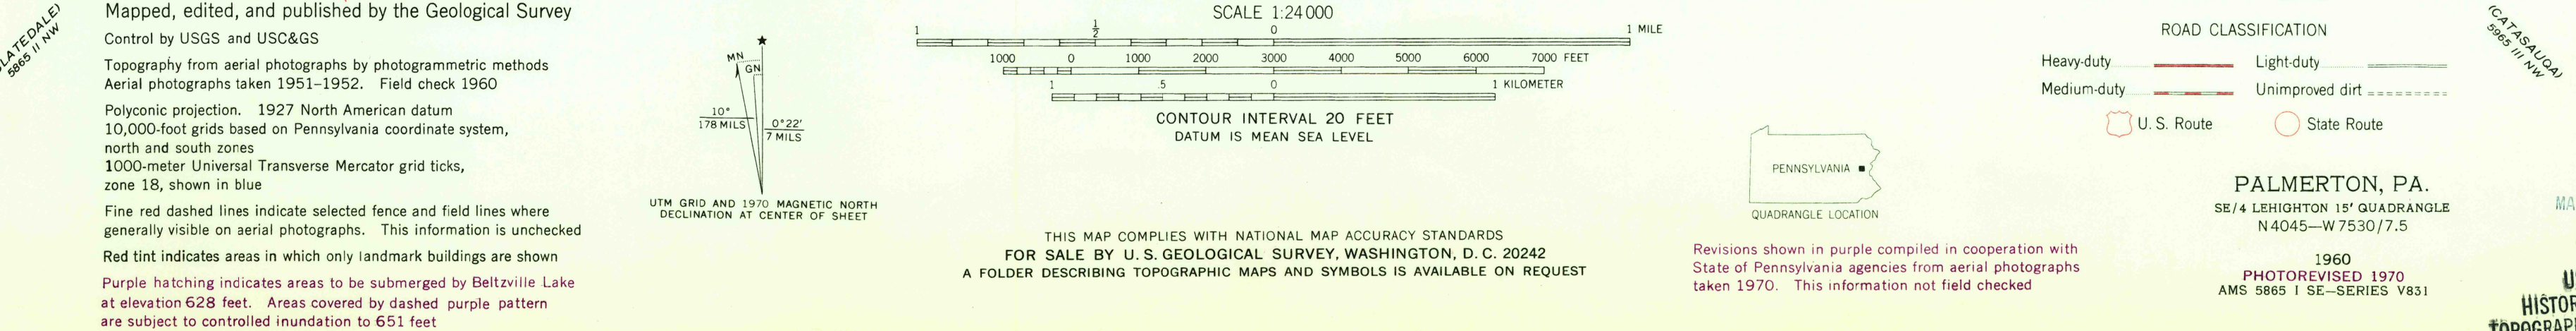 LATEDALE)
5865 II NW
Mapped, edited, and published by the Geological Survey
Control by USGS and USC&GS
Topography from aerial photographs by photogrammetric methods
Aerial photographs taken 1951–1952. Field check 1960
Polyconic projection. 1927 North American datum
10,000-foot grids based on Pennsylvania coordinate system,
north and south zones
1000-meter Universal Transverse Mercator grid ticks,
zone 18, shown in blue
Fine red dashed lines indicate selected fence and field lines where
generally visible on aerial photographs. This information is unchecked
Red tint indicates areas in which only landmark buildings are shown
Purple hatching indicates areas to be submerged by Beltzville Lake
at elevation 628 feet. Areas covered by dashed purple pattern
are subject to controlled inundation to 651 feet
MN
GN
10°
178 MILS
0°22'
7 MILS
UTM GRID AND 1970 MAGNETIC NORTH
DECLINATION AT CENTER OF SHEET
SCALE 1:24000
1 ½ 0 1 MILE
1000 0 1000 2000 3000 4000 5000 6000 7000 FEET
1 .5 0 1 KILOMETER
CONTOUR INTERVAL 20 FEET
DATUM IS MEAN SEA LEVEL
THIS MAP COMPLIES WITH NATIONAL MAP ACCURACY STANDARDS
FOR SALE BY U. S. GEOLOGICAL SURVEY, WASHINGTON, D. C. 20242
A FOLDER DESCRIBING TOPOGRAPHIC MAPS AND SYMBOLS IS AVAILABLE ON REQUEST
PENNSYLVANIA
QUADRANGLE LOCATION
Revisions shown in purple compiled in cooperation with
State of Pennsylvania agencies from aerial photographs
taken 1970. This information not field checked
ROAD CLASSIFICATION
Heavy-duty Light-duty
Medium-duty Unimproved dirt
U. S. Route State Route
PALMERTON, PA.
SE/4 LEHIGHTON 15' QUADRANGLE
N4045—W7530/7.5
1960
PHOTOREVISED 1970
AMS 5865 I SE—SERIES V831
(CATASAUQA)
5965 III NW
MA
U
HISTOR
TOPOGRAP